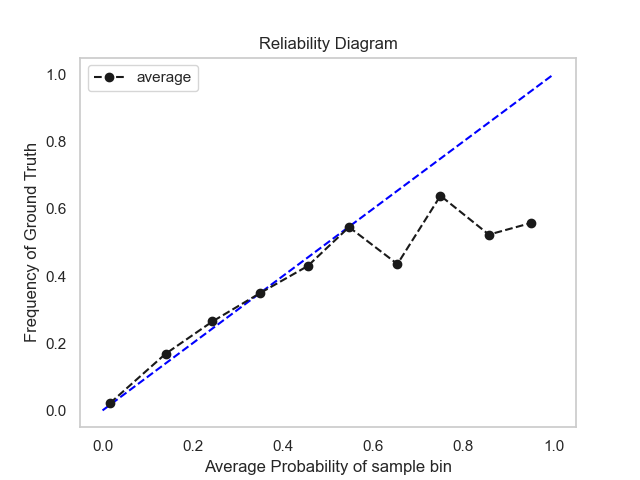 Reliability Diagram
average
Frequency of Ground Truth
1.0
0.8
0.6
0.4
0.2
0.0
0.0 0.2 0.4 0.6 0.8 1.0
Average Probability of sample bin